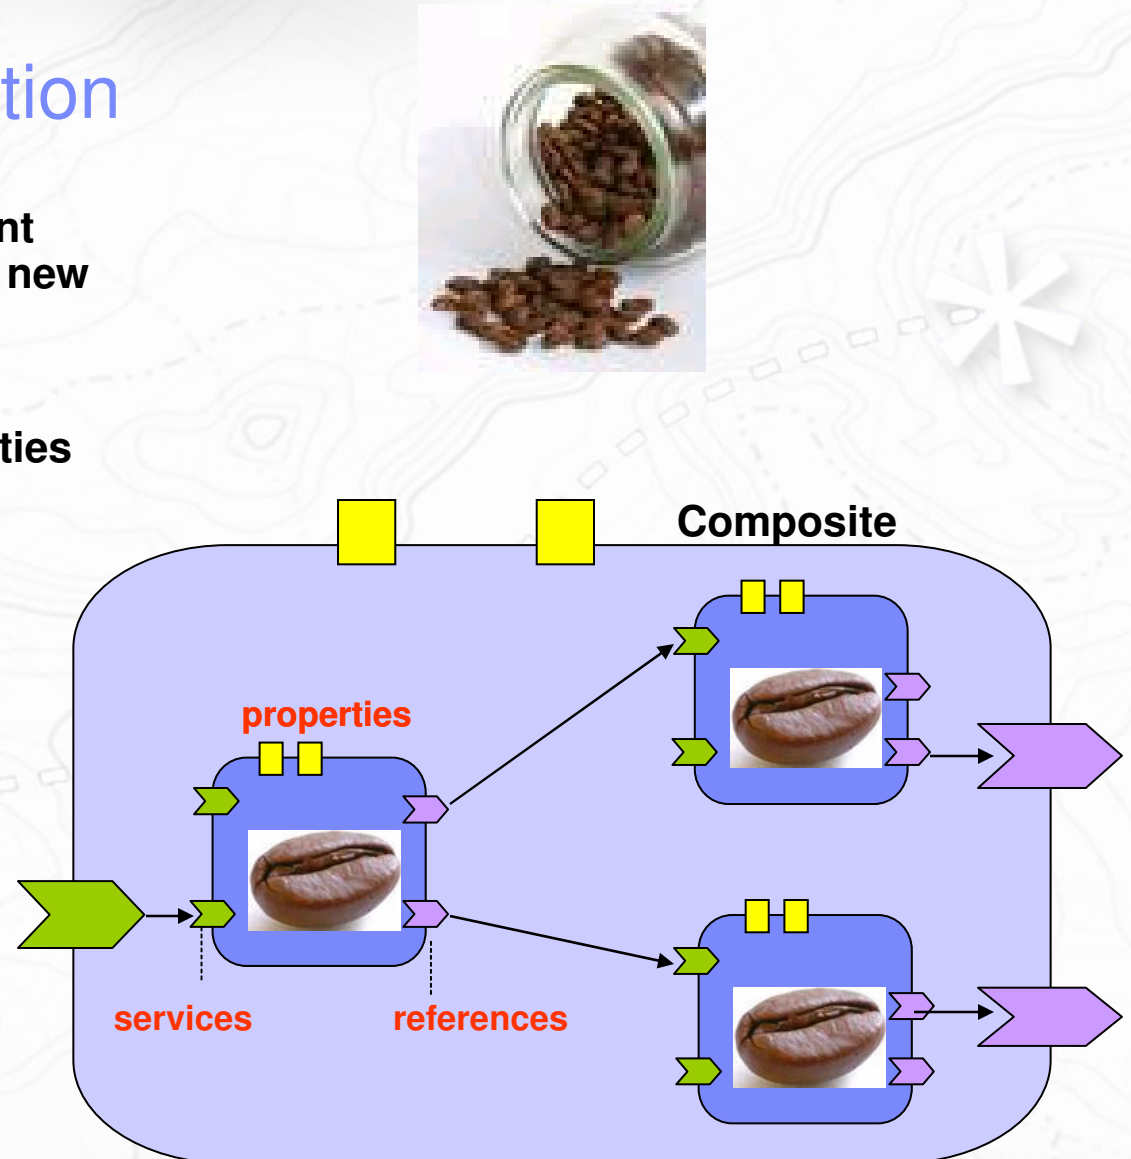 tion
nt
new
ties
Composite
properties
services
references